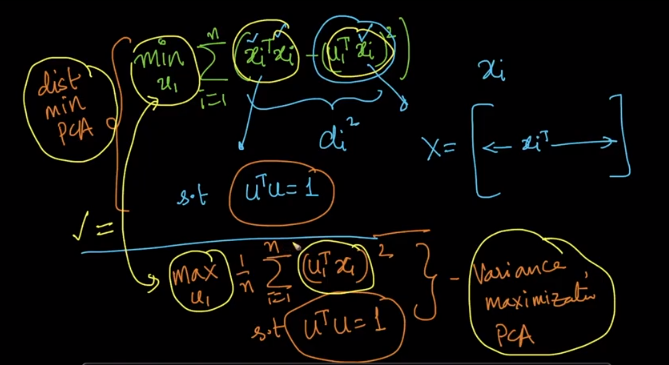 min u₁ Σ i=1 n (xᵢᵀxᵢ - (u₁ᵀxᵢ)²)
dist min PCA
dᵢ²
xᵢ
X = [ ← xᵢᵀ → ]
s.t uᵀu = 1
√ =
max u₁ 1/n Σ i=1 n (u₁ᵀxᵢ)²
s.t uᵀu = 1
- Variance maximizatio PCA